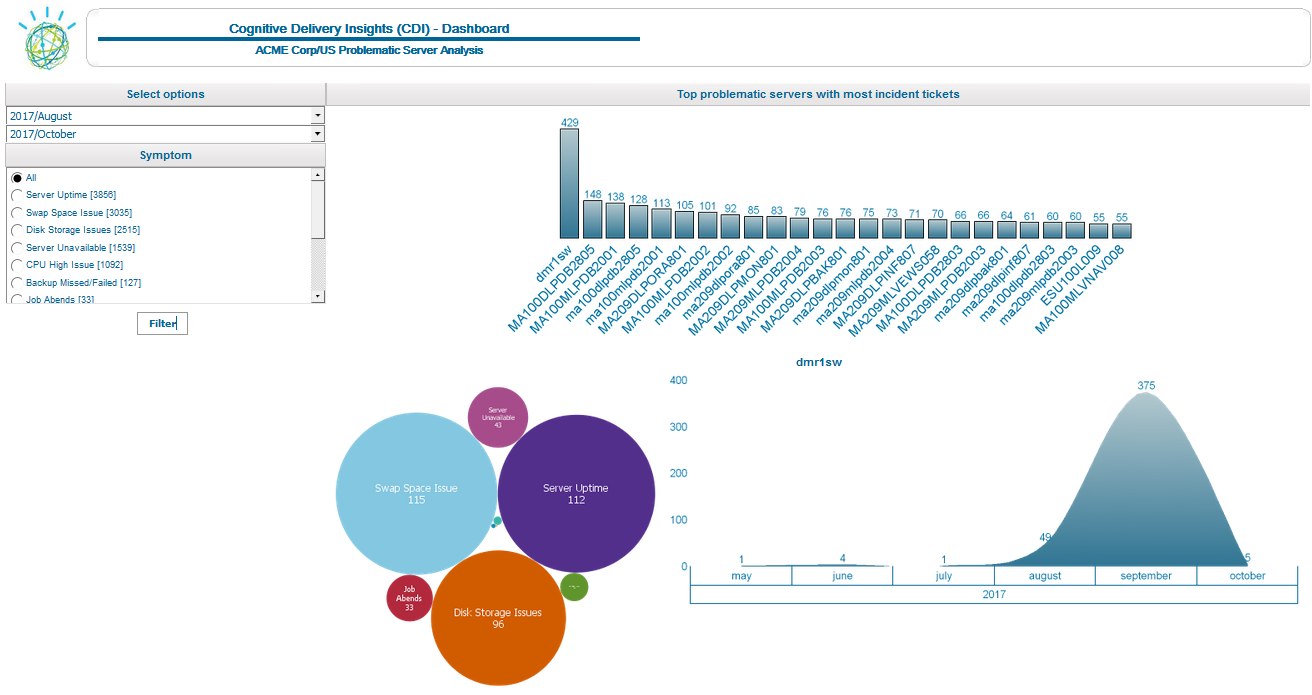 Cognitive Delivery Insights (CDI) - Dashboard
ACME Corp/US Problematic Server Analysis
Select options
2017/August
2017/October
Symptom
All
Server Uptime [3856]
Swap Space Issue [3035]
Disk Storage Issues [2515]
Server Unavailable [1539]
CPU High Issue [1092]
Backup Missed/Failed [127]
Job Abends [33]
Filter
Top problematic servers with most incident tickets
429
148
138
128
113
105
101
92
85
83
79
76
76
75
73
71
70
66
66
64
61
60
60
55
55
dmr1sw
MA100DLPDB2805
MA100MLPDB2001
ma100dlpdb2805
ma100mlpdb2001
MA209DLPORA801
MA100MLPDB2002
ma100mlpdb2002
ma209dlpora801
MA209DLPMON801
MA209MLPDB2004
MA100MLPDB2003
MA209DLPBAK801
ma209dlpmon801
ma209mlpdb2004
MA209DLPINF807
MA209MLVEWS058
MA100DLPDB2803
MA209MLPDB2003
ma209dlpbak801
ma209dlpinf807
ma100dlpdb2803
ma209mlpdb2003
ESU100L009
MA100MLVNAV008
Server
Unavailable
43
Swap Space Issue
115
Server Uptime
112
Job
Abends
33
Disk Storage Issues
96
dmr1sw
400
300
200
100
0
1
4
1
49
375
5
may
june
july
august
september
october
2017